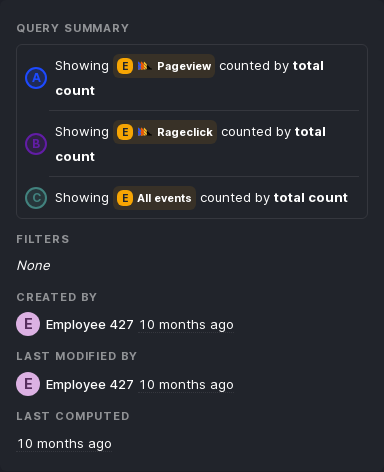 QUERY SUMMARY
A Showing E Pageview counted by total
count
B Showing E Rageclick counted by total
count
C Showing E All events counted by total count
FILTERS
None
CREATED BY
E Employee 427 10 months ago
LAST MODIFIED BY
E Employee 427 10 months ago
LAST COMPUTED
10 months ago